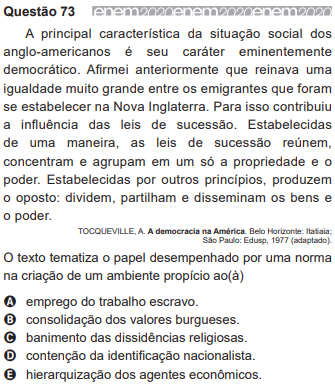 Questão 73 enem2020enem2020enem2020
A principal característica da situação social dos
anglo-americanos é seu caráter eminentemente
democrático. Afirmei anteriormente que reinava uma
igualdade muito grande entre os emigrantes que foram
se estabelecer na Nova Inglaterra. Para isso contribuiu
a influência das leis de sucessão. Estabelecidas
de uma maneira, as leis de sucessão reúnem,
concentram e agrupam em um só a propriedade e o
poder. Estabelecidas por outros princípios, produzem
o oposto: dividem, partilham e disseminam os bens e
o poder.
TOCQUEVILLE, A. A democracia na América. Belo Horizonte: Itatiaia;
São Paulo: Edusp, 1977 (adaptado).
O texto tematiza o papel desempenhado por uma norma
na criação de um ambiente propício ao(à)
A emprego do trabalho escravo.
B consolidação dos valores burgueses.
C banimento das dissidências religiosas.
D contenção da identificação nacionalista.
E hierarquização dos agentes econômicos.